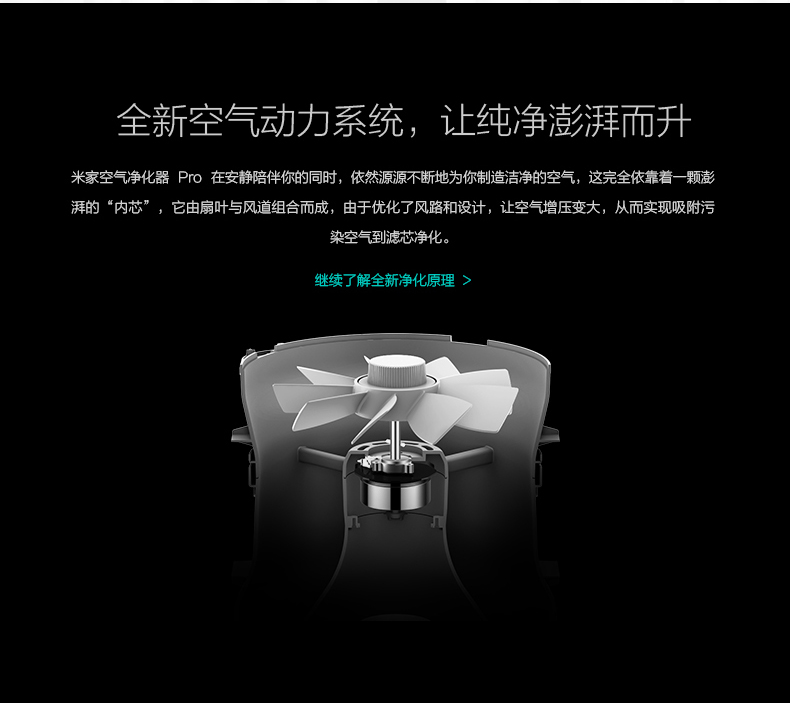 全新空气动力系统，让纯净澎湃而升
米家空气净化器 Pro 在安静陪伴你的同时，依然源源不断地为你制造洁净的空气，这完全依靠着一颗澎
湃的“内芯”，它由扇叶与风道组合而成，由于优化了风路和设计，让空气增压变大，从而实现吸附污
染空气到滤芯净化。
继续了解全新净化原理 >